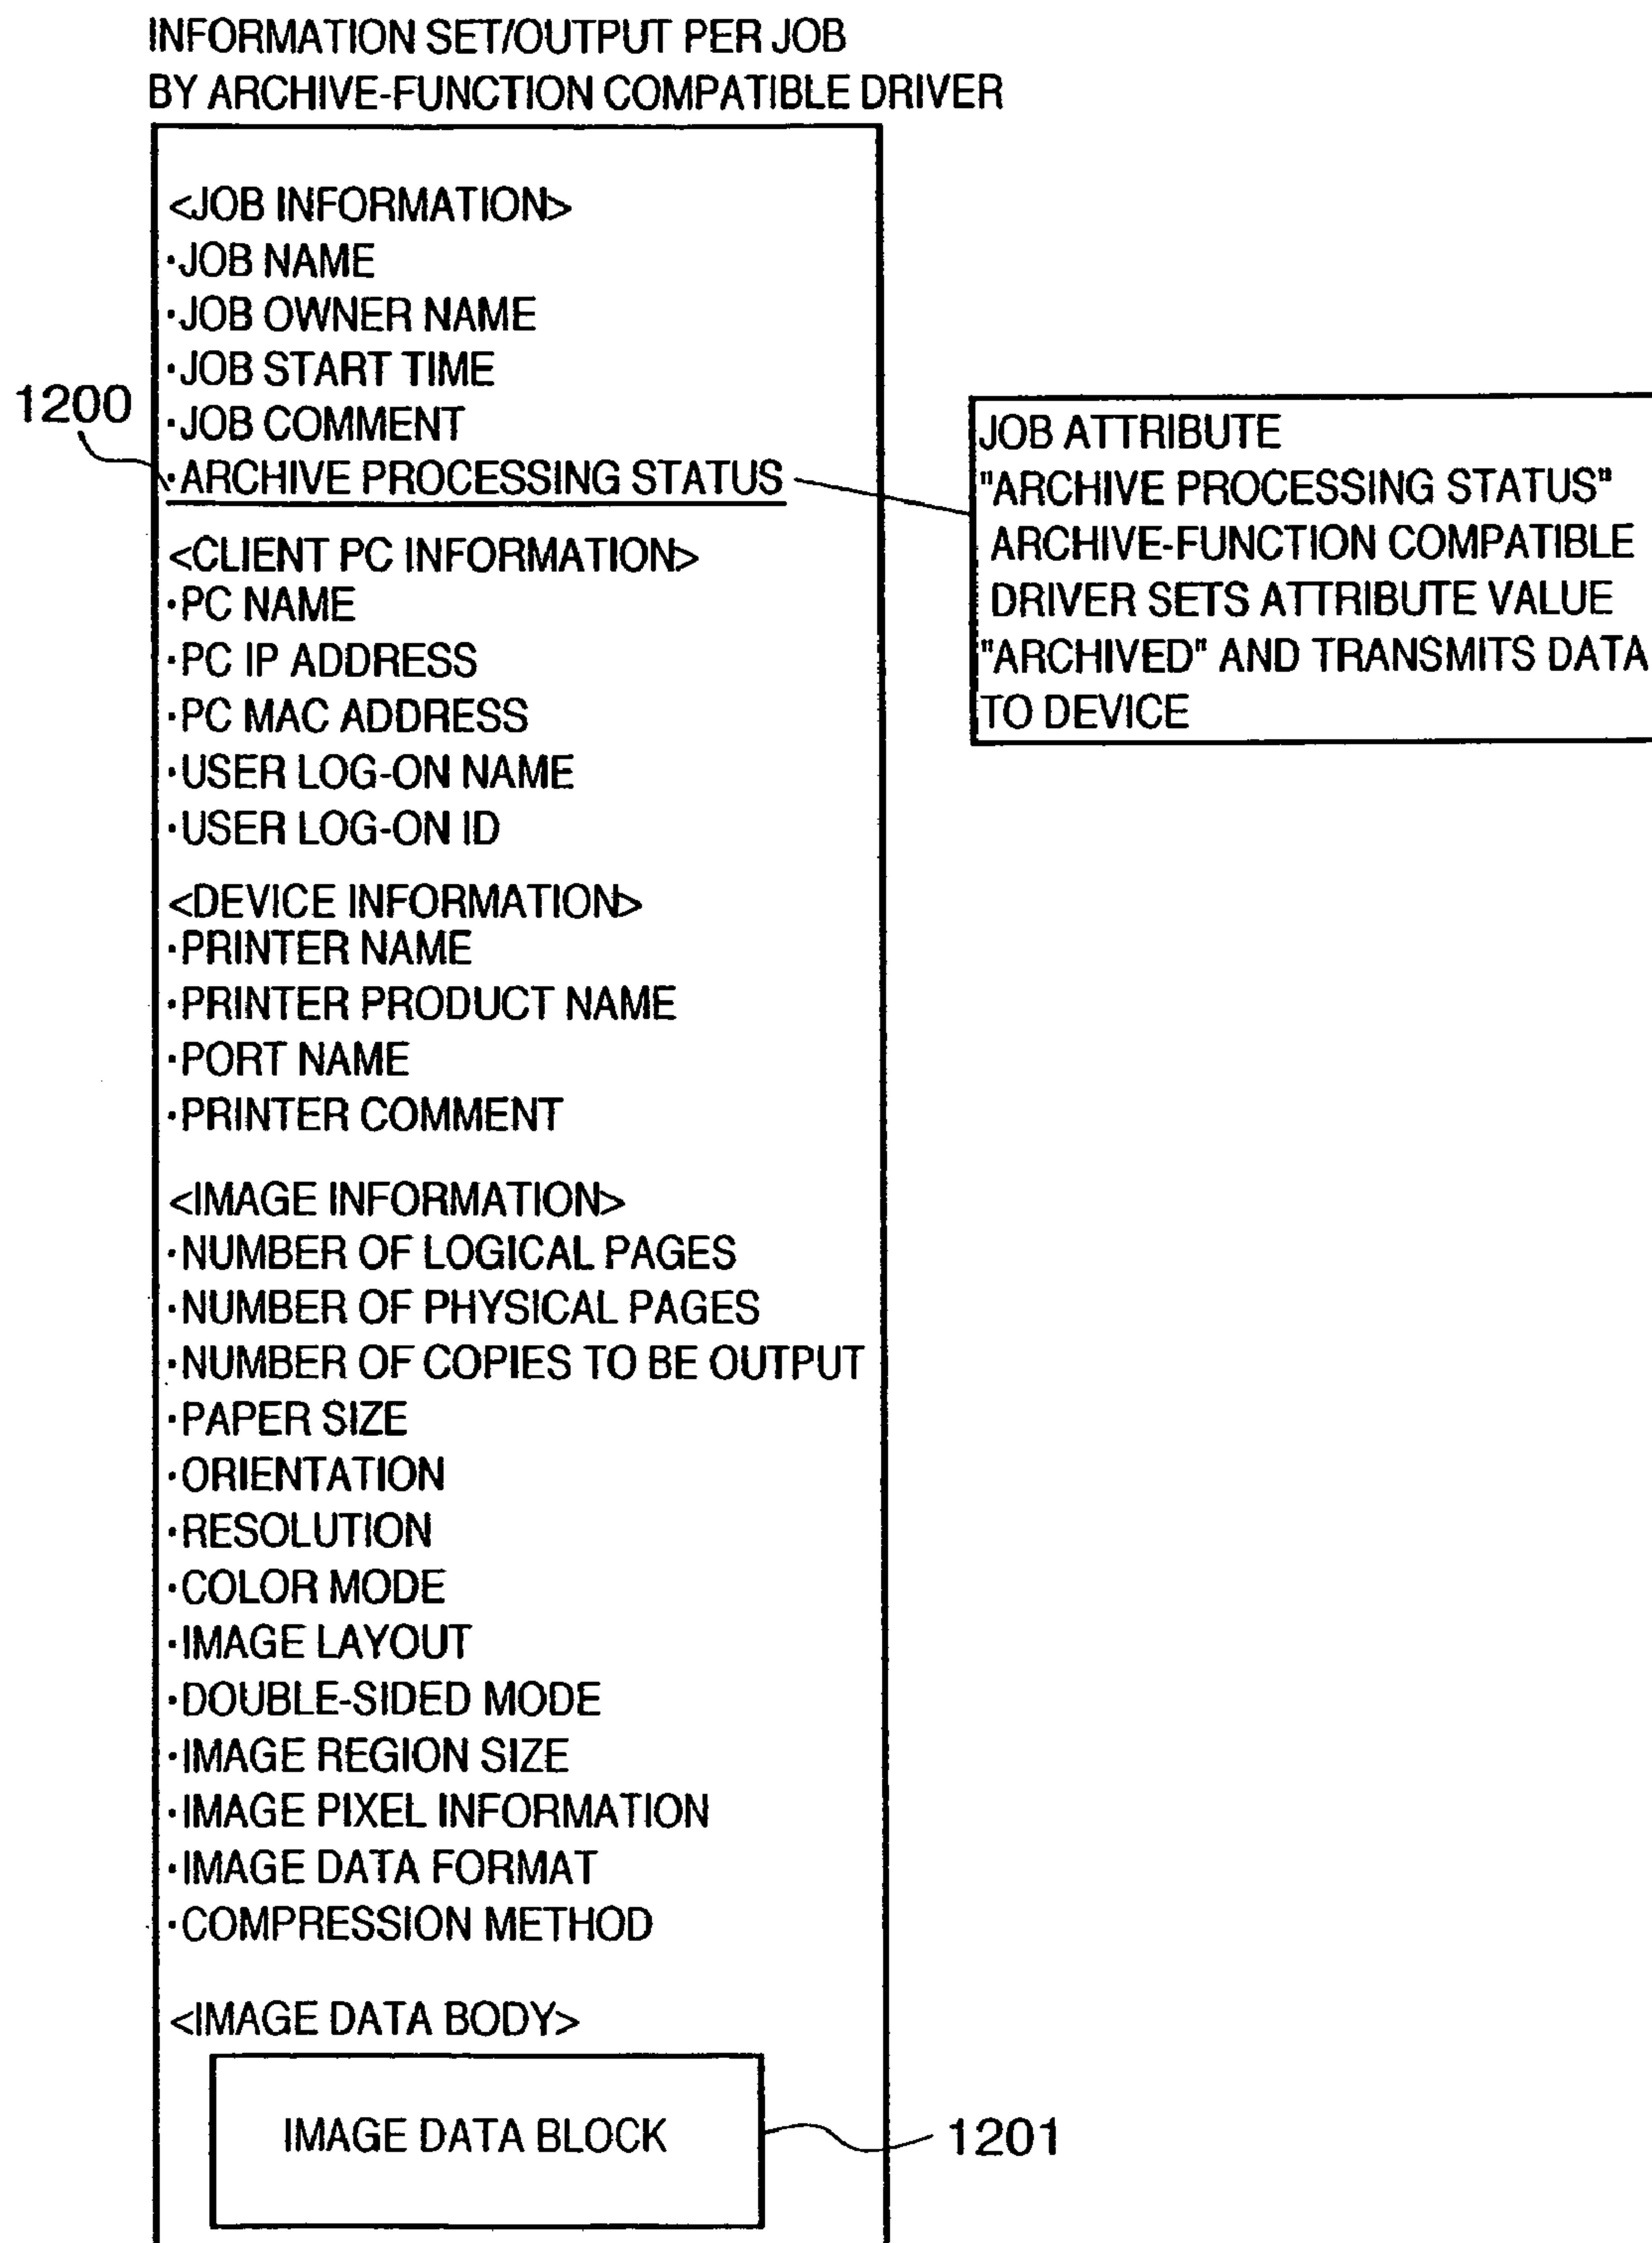 INFORMATION SET/OUTPUT PER JOB
BY ARCHIVE-FUNCTION COMPATIBLE DRIVER
<JOB INFORMATION>
·JOB NAME
·JOB OWNER NAME
·JOB START TIME
1200
·JOB COMMENT
·ARCHIVE PROCESSING STATUS
JOB ATTRIBUTE
"ARCHIVE PROCESSING STATUS"
ARCHIVE-FUNCTION COMPATIBLE
DRIVER SETS ATTRIBUTE VALUE
"ARCHIVED" AND TRANSMITS DATA
TO DEVICE
<CLIENT PC INFORMATION>
·PC NAME
·PC IP ADDRESS
·PC MAC ADDRESS
·USER LOG-ON NAME
·USER LOG-ON ID
<DEVICE INFORMATION>
·PRINTER NAME
·PRINTER PRODUCT NAME
·PORT NAME
·PRINTER COMMENT
<IMAGE INFORMATION>
·NUMBER OF LOGICAL PAGES
·NUMBER OF PHYSICAL PAGES
·NUMBER OF COPIES TO BE OUTPUT
·PAPER SIZE
·ORIENTATION
·RESOLUTION
·COLOR MODE
·IMAGE LAYOUT
·DOUBLE-SIDED MODE
·IMAGE REGION SIZE
·IMAGE PIXEL INFORMATION
·IMAGE DATA FORMAT
·COMPRESSION METHOD
<IMAGE DATA BODY>
IMAGE DATA BLOCK
1201